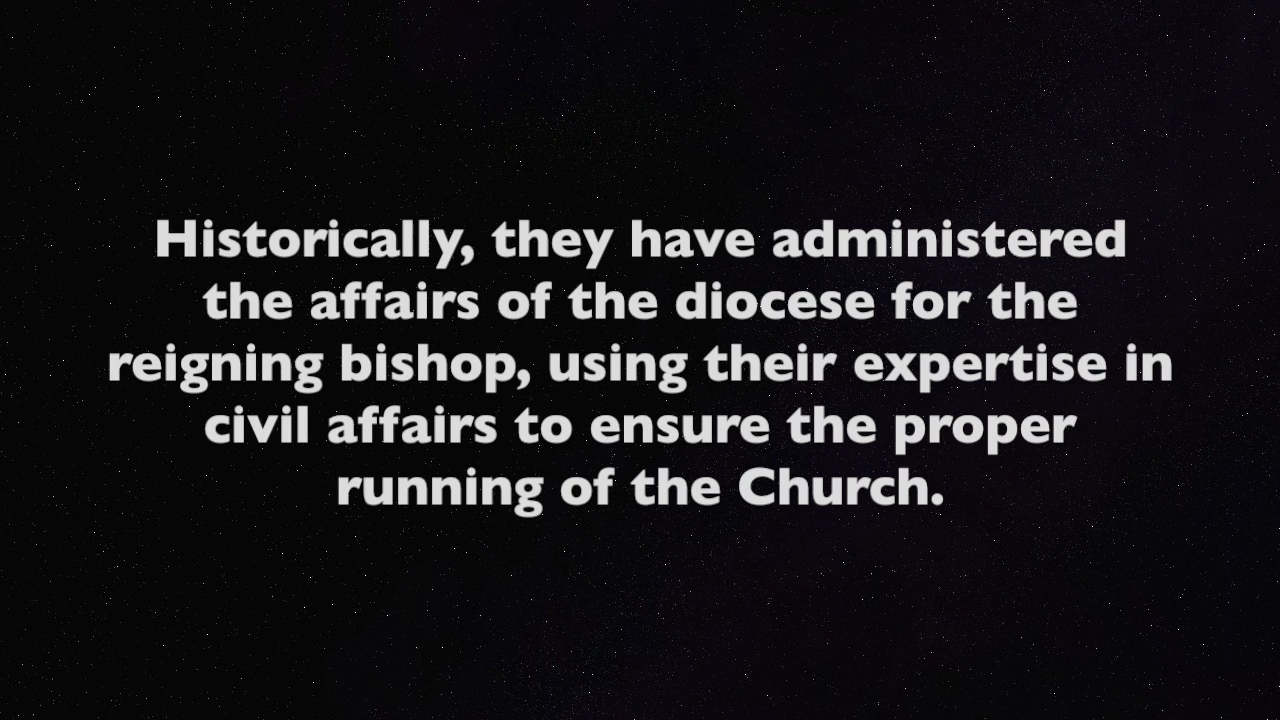 Historically, they have administered
the affairs of the diocese for the
reigning bishop, using their expertise in
civil affairs to ensure the proper
running of the Church.